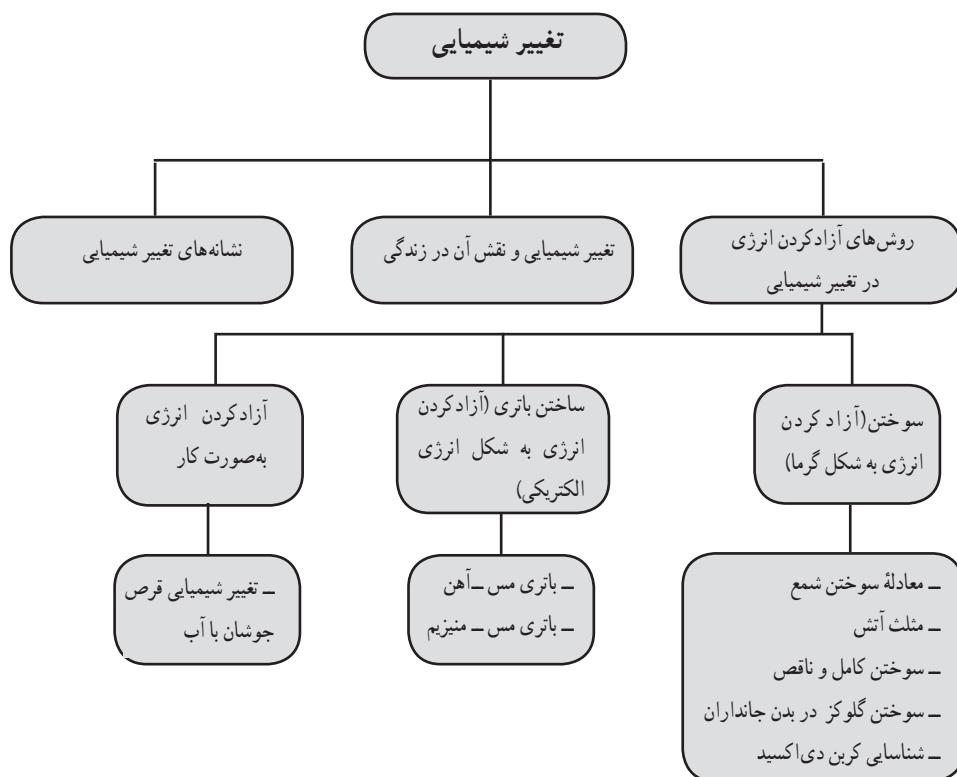 تغییر شیمیایی
روش‌های آزادکردن انرژی
در تغییر شیمیایی
تغییر شیمیایی و نقش آن در زندگی
نشانه‌های تغییر شیمیایی
سوختن(آزاد کردن
انرژی به شکل گرما)
ساختن باتری (آزادکردن
انرژی به شکل انرژی
الکتریکی)
آزادکردن انرژی
به‌صورت کار
ــ معادلۀ سوختن شمع
ــ مثلث آتش
ــ سوختن کامل و ناقص
ــ سوختن گلوکز در بدن جانداران
ــ شناسایی کربن دی‌اکسید
ــ باتری مس ــ آهن
ــ باتری مس ــ منیزیم
ــ تغییر شیمیایی قرص
جوشان با آب